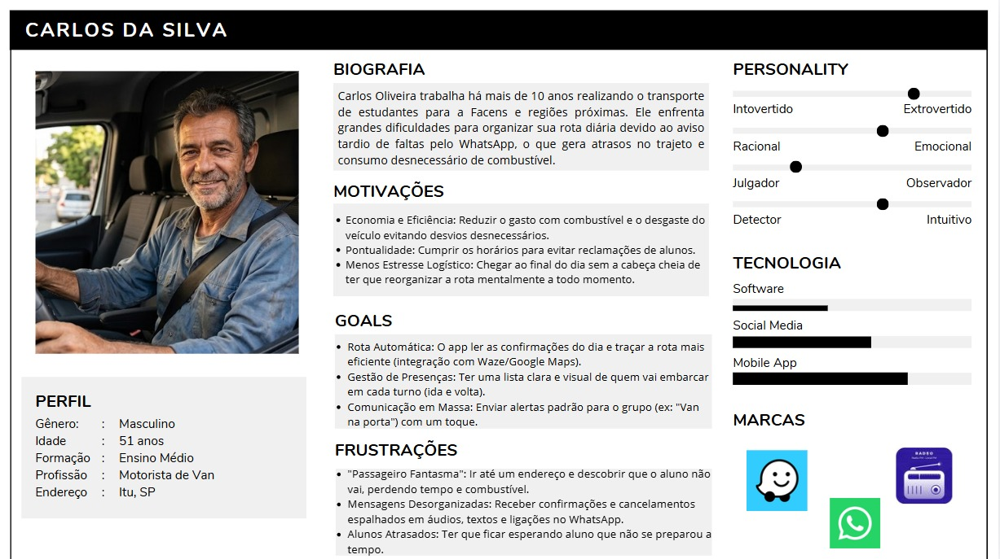 CARLOS DA SILVA
PERFIL
Gênero: : Masculino
Idade : 51 anos
Formação : Ensino Médio
Profissão : Motorista de Van
Endereço : Itu, SP
BIOGRAFIA
Carlos Oliveira trabalha há mais de 10 anos realizando o transporte
de estudantes para a Facens e regiões próximas. Ele enfrenta
grandes dificuldades para organizar sua rota diária devido ao aviso
tardio de faltas pelo WhatsApp, o que gera atrasos no trajeto e
consumo desnecessário de combustível.
MOTIVAÇÕES
• Economia e Eficiência: Reduzir o gasto com combustível e o desgaste do
veículo evitando desvios desnecessários.
• Pontualidade: Cumprir os horários para evitar reclamações de alunos.
• Menos Estresse Logístico: Chegar ao final do dia sem a cabeça cheia de
ter que reorganizar a rota mentalmente a todo momento.
GOALS
• Rota Automática: O app ler as confirmações do dia e traçar a rota mais
eficiente (integração com Waze/Google Maps).
• Gestão de Presenças: Ter uma lista clara e visual de quem vai embarcar
em cada turno (ida e volta).
• Comunicação em Massa: Enviar alertas padrão para o grupo (ex: "Van
na porta") com um toque.
FRUSTRAÇÕES
• "Passageiro Fantasma": Ir até um endereço e descobrir que o aluno não
vai, perdendo tempo e combustível.
• Mensagens Desorganizadas: Receber confirmações e cancelamentos
espalhados em áudios, textos e ligações no WhatsApp.
• Alunos Atrasados: Ter que ficar esperando aluno que não se preparou a
tempo.
PERSONALITY
Intovertido Extrovertido
Racional Emocional
Julgador Observador
Detector Intuitivo
TECNOLOGIA
Software
Social Media
Mobile App
MARCAS